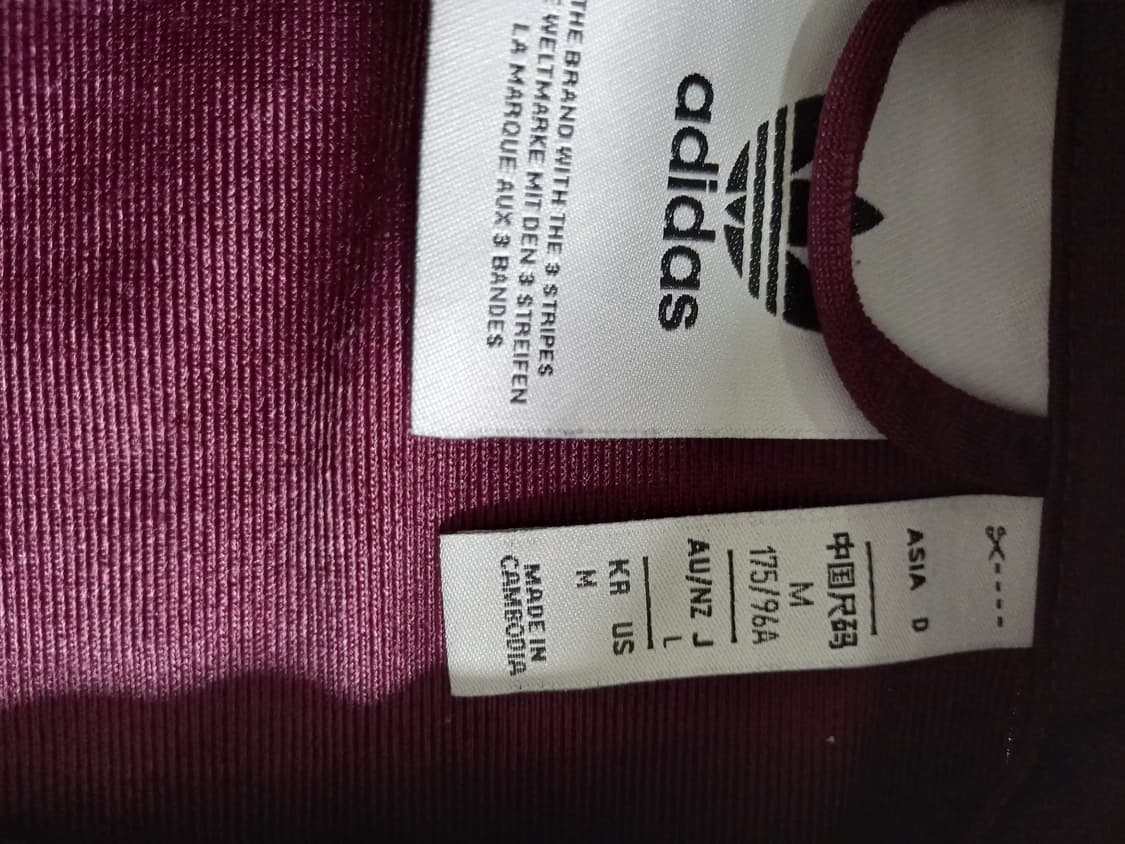 adidas
THE BRAND WITH THE 3 STRIPES
WELTMARKE MIT DEN 3 STREIFEN
LA MARQUE AUX 3 BANDES
ASIA D
中国尺码
M
175/96A
AU/NZ J
L
KR US
M
MADE IN
CAMBODIA